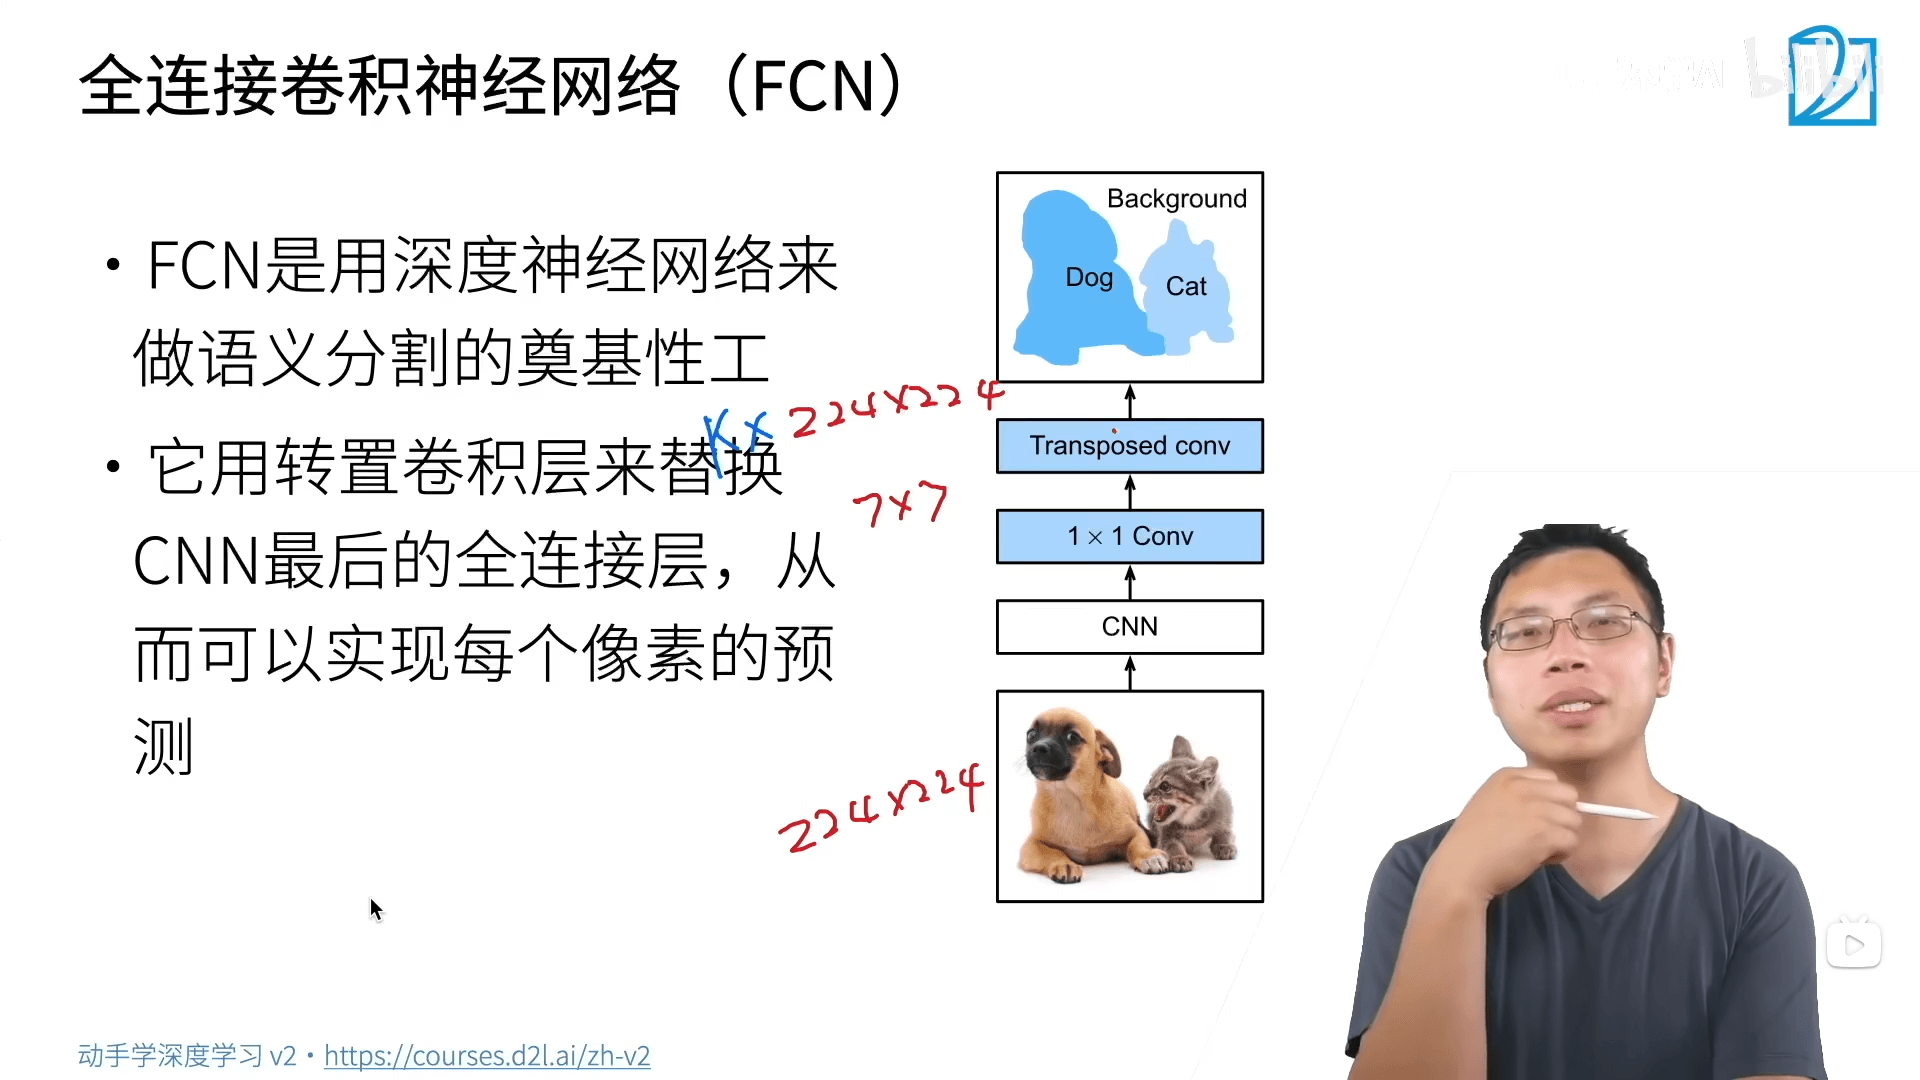 全连接卷积神经网络（FCN）
bilibili
• FCN是用深度神经网络来
做语义分割的奠基性工
• 它用转置卷积层来替换
CNN最后的全连接层，从
而可以实现每个像素的预
测
Background
Dog
Cat
K× 224×224
Transposed conv
7×7
1 × 1 Conv
CNN
224×224
动手学深度学习 v2 • https://courses.d2l.ai/zh-v2